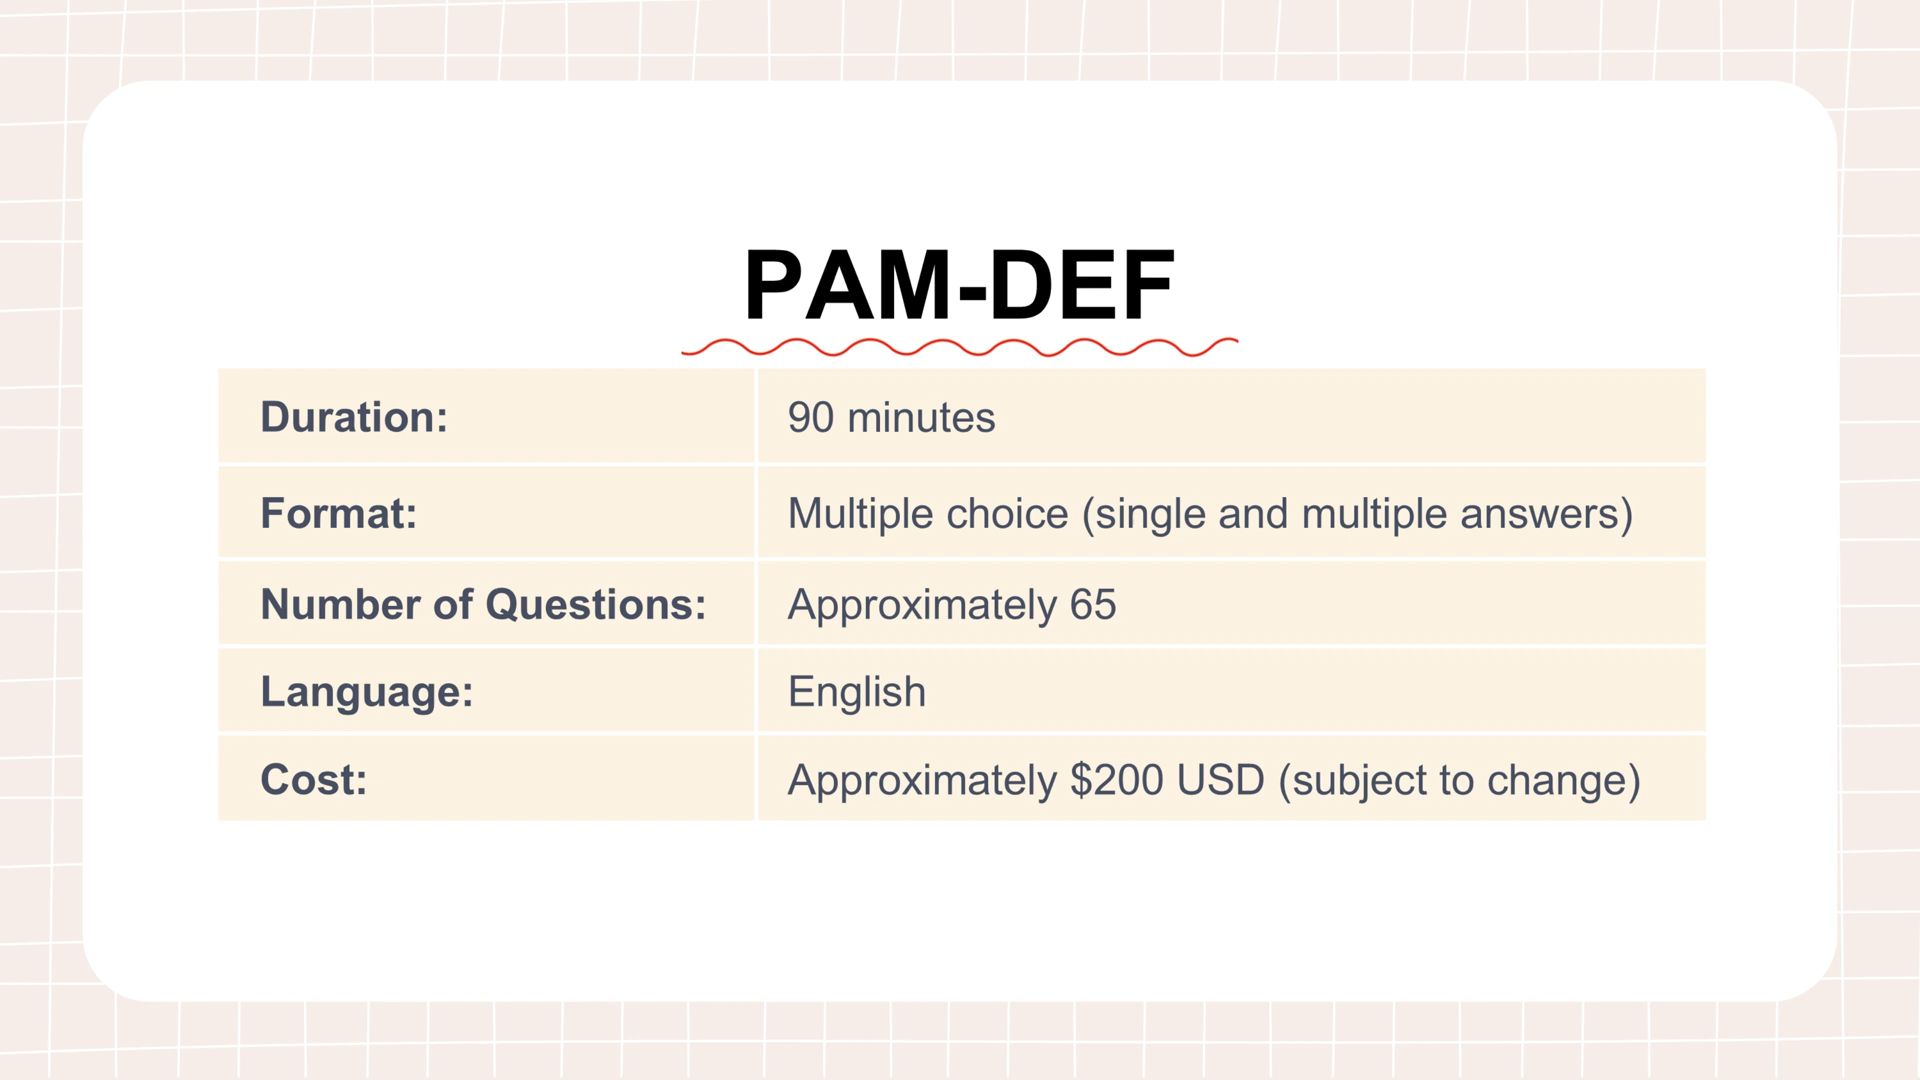 PAM-DEF
Duration: 90 minutes
Format: Multiple choice (single and multiple answers)
Number of Questions: Approximately 65
Language: English
Cost: Approximately $200 USD (subject to change)